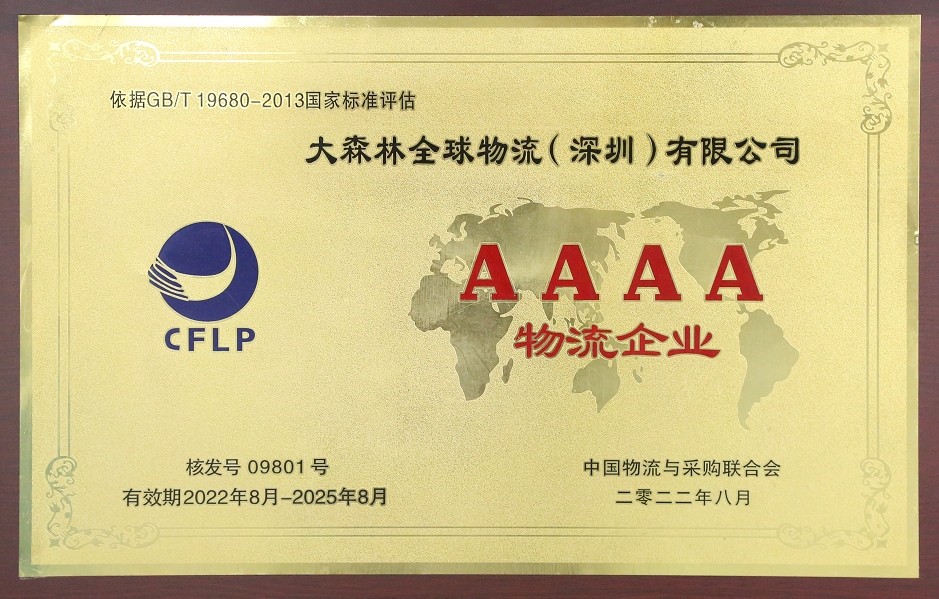 依据GB/T 19680-2013国家标准评估
大森林全球物流(深圳)有限公司
AAAA
物流企业
CFLP
核发号 09801 号
有效期2022年8月-2025年8月
中国物流与采购联合会
二零二二年八月